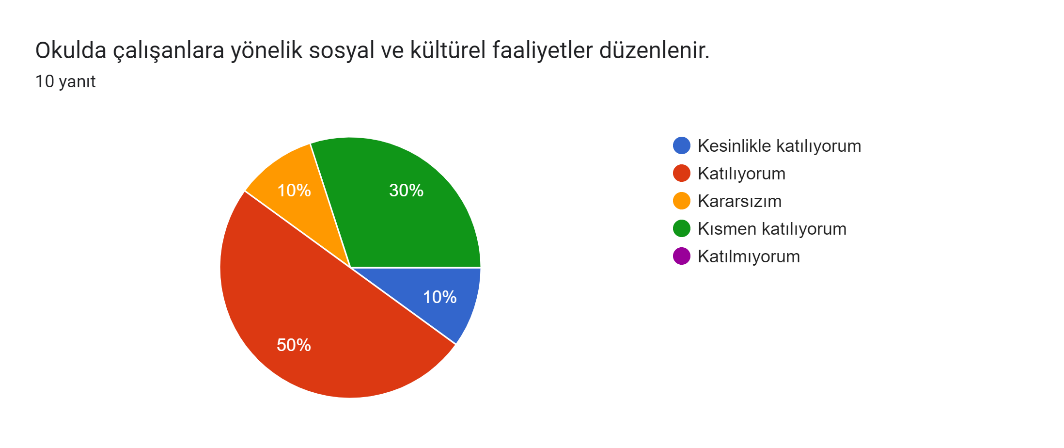 Okulda çalışanlara yönelik sosyal ve kültürel faaliyetler düzenlenir.
10 yanıt
Kesinlikle katılıyorum
Katılıyorum
Kararsızım
Kısmen katılıyorum
Katılmıyorum
10%
30%
10%
50%